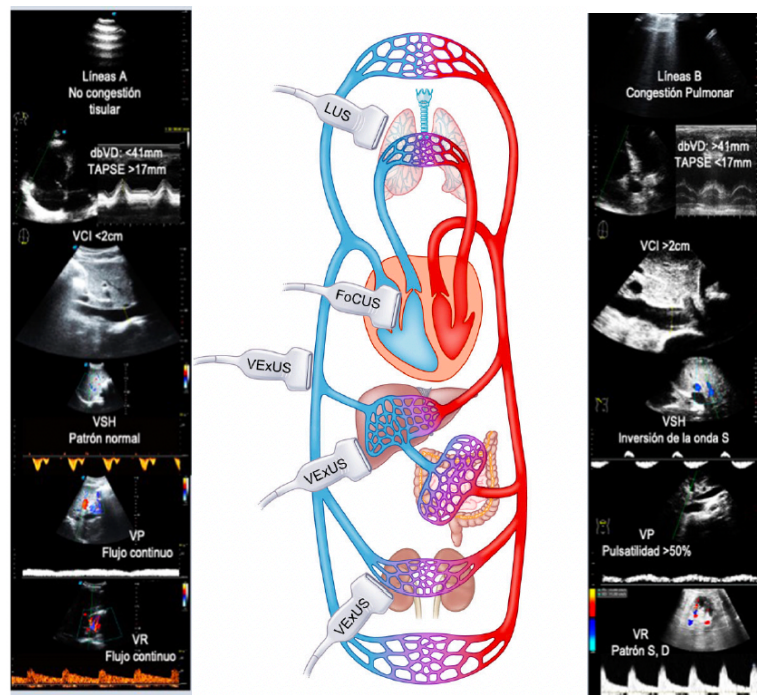 Líneas A
No congestión
tisular
dbVD: <41mm
TAPSE >17mm
VCI <2cm
VSH
Patrón normal
VP
Flujo continuo
VR
Flujo continuo
LUS
FoCUS
VExUS
VExUS
VExUS
Líneas B
Congestión Pulmonar
dbVD: >41mm
TAPSE <17mm
VCI >2cm
VSH
Inversión de la onda S
VP
Pulsatilidad >50%
VR
Patrón S, D